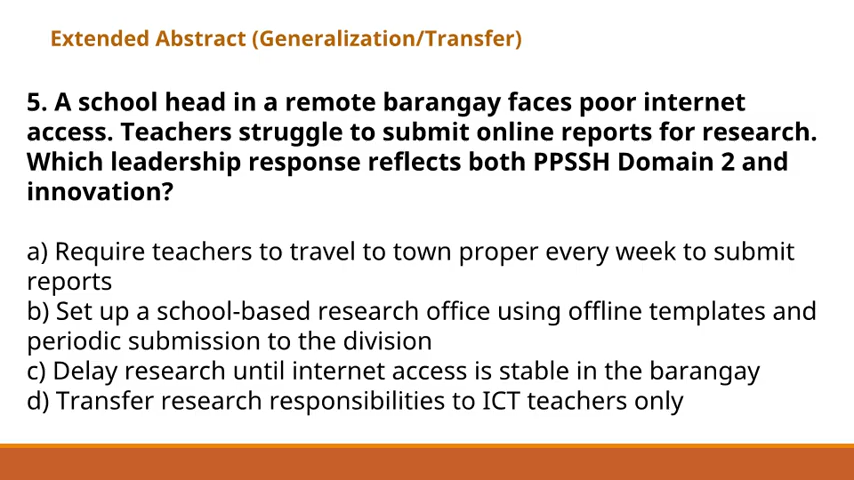 Extended Abstract (Generalization/Transfer)
5. A school head in a remote barangay faces poor internet
access. Teachers struggle to submit online reports for research.
Which leadership response reflects both PPSSH Domain 2 and
innovation?
a) Require teachers to travel to town proper every week to submit
reports
b) Set up a school-based research office using offline templates and
periodic submission to the division
c) Delay research until internet access is stable in the barangay
d) Transfer research responsibilities to ICT teachers only